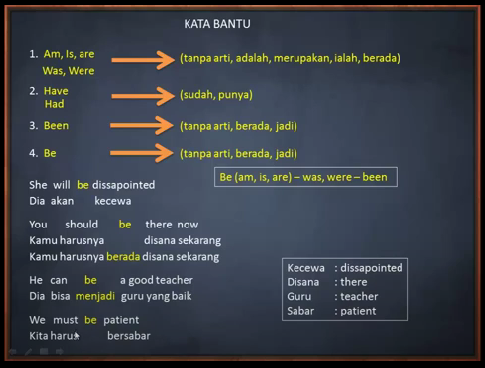 KATA BANTU
1. Am, Is, are (tanpa arti, adalah, merupakan, ialah, berada)
Was, Were
2. Have (sudah, punya)
Had
3. Been (tanpa arti, berada, jadi)
4. Be (tanpa arti, berada, jadi)
Be (am, is, are) – was, were – been
She will be dissapointed
Dia akan kecewa
You should be there now
Kamu harusnya disana sekarang
Kamu harusnya berada disana sekarang
He can be a good teacher
Dia bisa menjadi guru yang baik
We must be patient
Kita harus bersabar
Kecewa : dissapointed
Disana : there
Guru : teacher
Sabar : patient